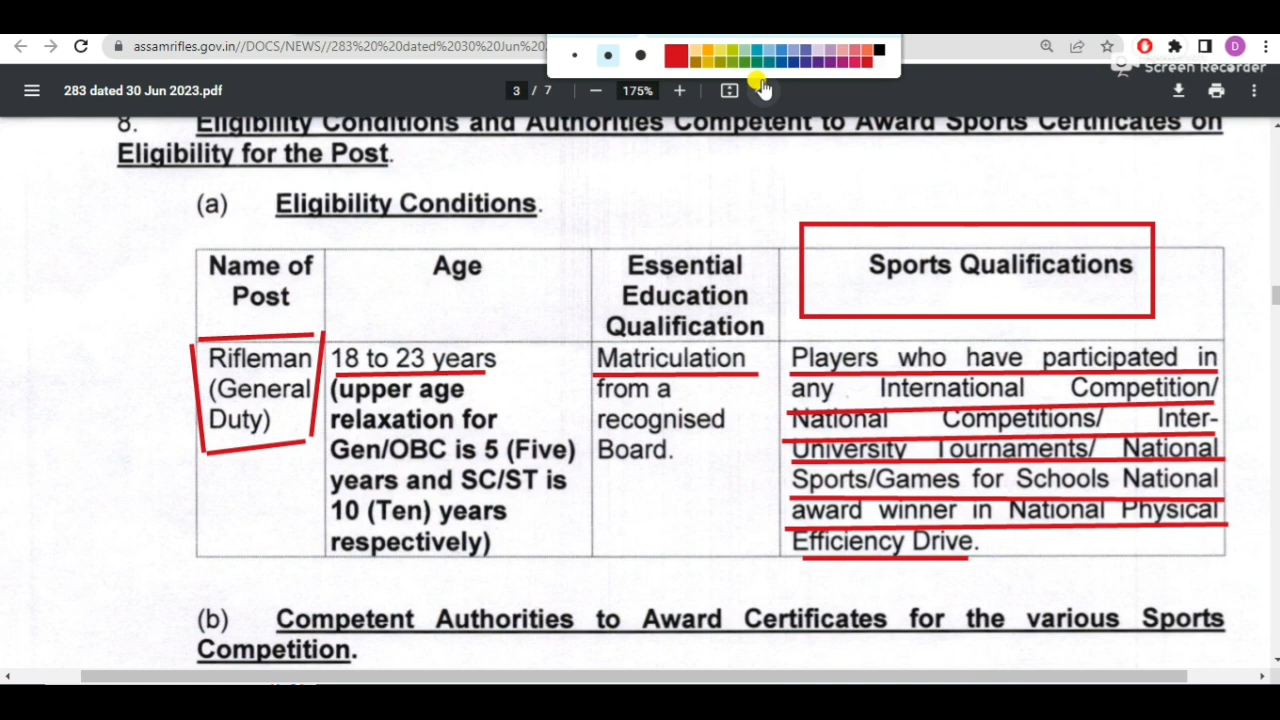 assamrifles.gov.in//DOCS/NEWS//283%20%20dated%2030%20Jun%20
D
SCREEN RECORDER
283 dated 30 Jun 2023.pdf
3 / 7
175%
8. Eligibility Conditions and Authorities Competent to Award Sports Certificates on
Eligibility for the Post.
(a) Eligibility Conditions.
Name of
Post
Age
Essential
Education
Qualification
Sports Qualifications
Rifleman
(General
Duty)
18 to 23 years
(upper age
relaxation for
Gen/OBC is 5 (Five)
years and SC/ST is
10 (Ten) years
respectively)
Matriculation
from a
recognised
Board.
Players who have participated in
any International Competition/
National Competitions/ Inter-
University Tournaments/ National
Sports/Games for Schools National
award winner in National Physical
Efficiency Drive.
(b) Competent Authorities to Award Certificates for the various Sports
Competition.